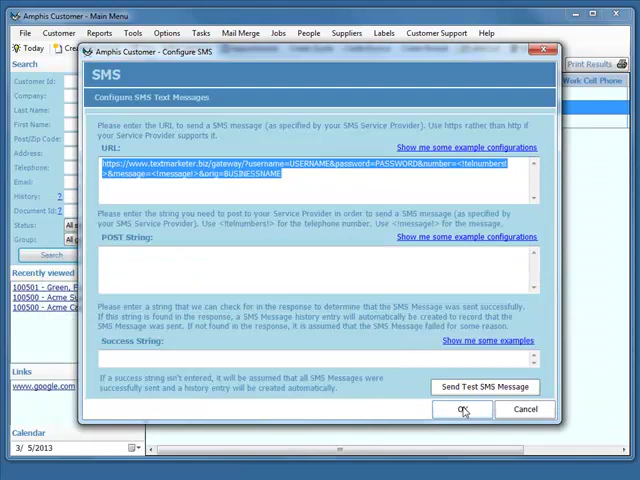 Amphis Customer - Main Menu
File Customer Reports Tools Options Tasks Mail Merge Jobs People Suppliers Labels Customer Support Help
Today
Amphis Customer - Configure SMS
Search
Print Results
SMS
Customer Id:
Work Cell Phone
Company:
Configure SMS Text Messages
Last Name:
First Name:
Please enter the URL to send a SMS message (as specified by your SMS Service Provider). Use https rather than http if
your Service Provider supports it.
Post/Zip Code:
URL:
Show me some example configurations
Address:
https://www.textmarketer.biz/gateway/?username=USERNAME&password=PASSWORD&number=<!telnumbers!
>&message=<!message!>&orig=BUSINESSNAME
Telephone:
Email:
History: ?
Document Id: ?
Please enter the string you need to post to your Service Provider in order to send a SMS message (as specified by
your SMS Service Provider). Use <!telnumbers!> for the telephone number. Use <!message!> for the message.
Status:
POST String:
Show me some example configurations
Group:
Search
Recently viewed
100501 - Green, F
100500 - Acme Su
100500 - Acme Cz
Please enter a string that we can check for in the response to determine that the SMS Message was sent successfully.
If this string is found in the response, a SMS Message history entry will automatically be created to record that the
SMS Message was sent. If not found in the response, it is assumed that the SMS Message failed for some reason.
Success String:
Show me some examples
Links
www.google.com
If a success string isn't entered, it will be assumed that all SMS Messages were
successfully sent and a history entry will be created automatically.
Send Test SMS Message
OK
Cancel
Calendar
3/ 5/2013